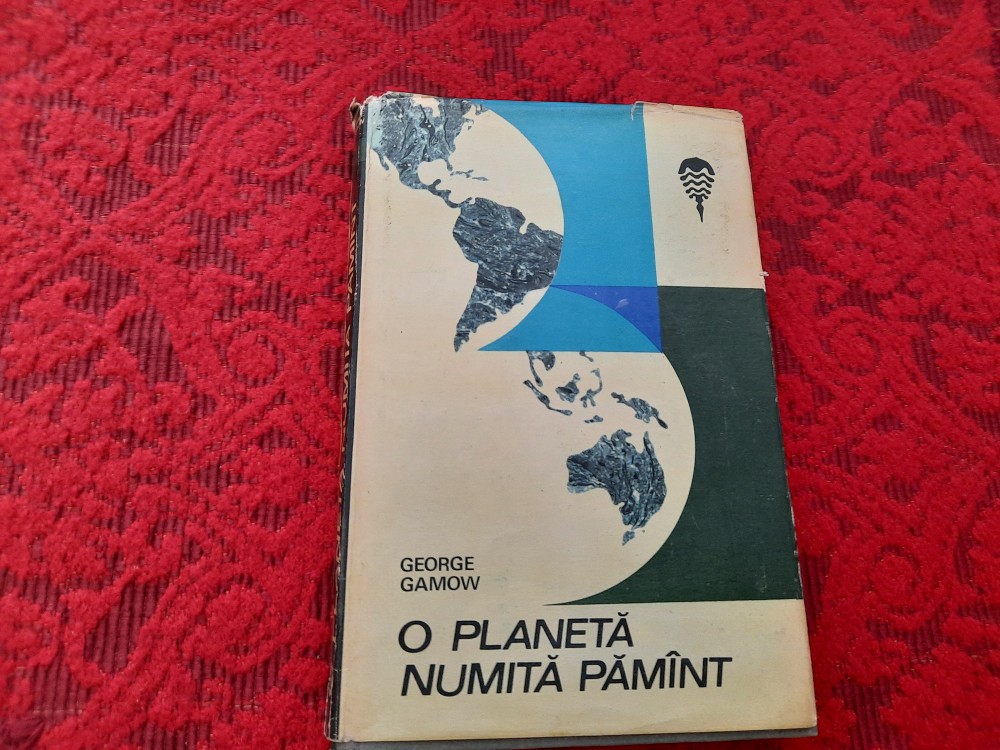 GEORGE
GAMOW
O PLANETĂ
NUMITĂ PĂMÎNT